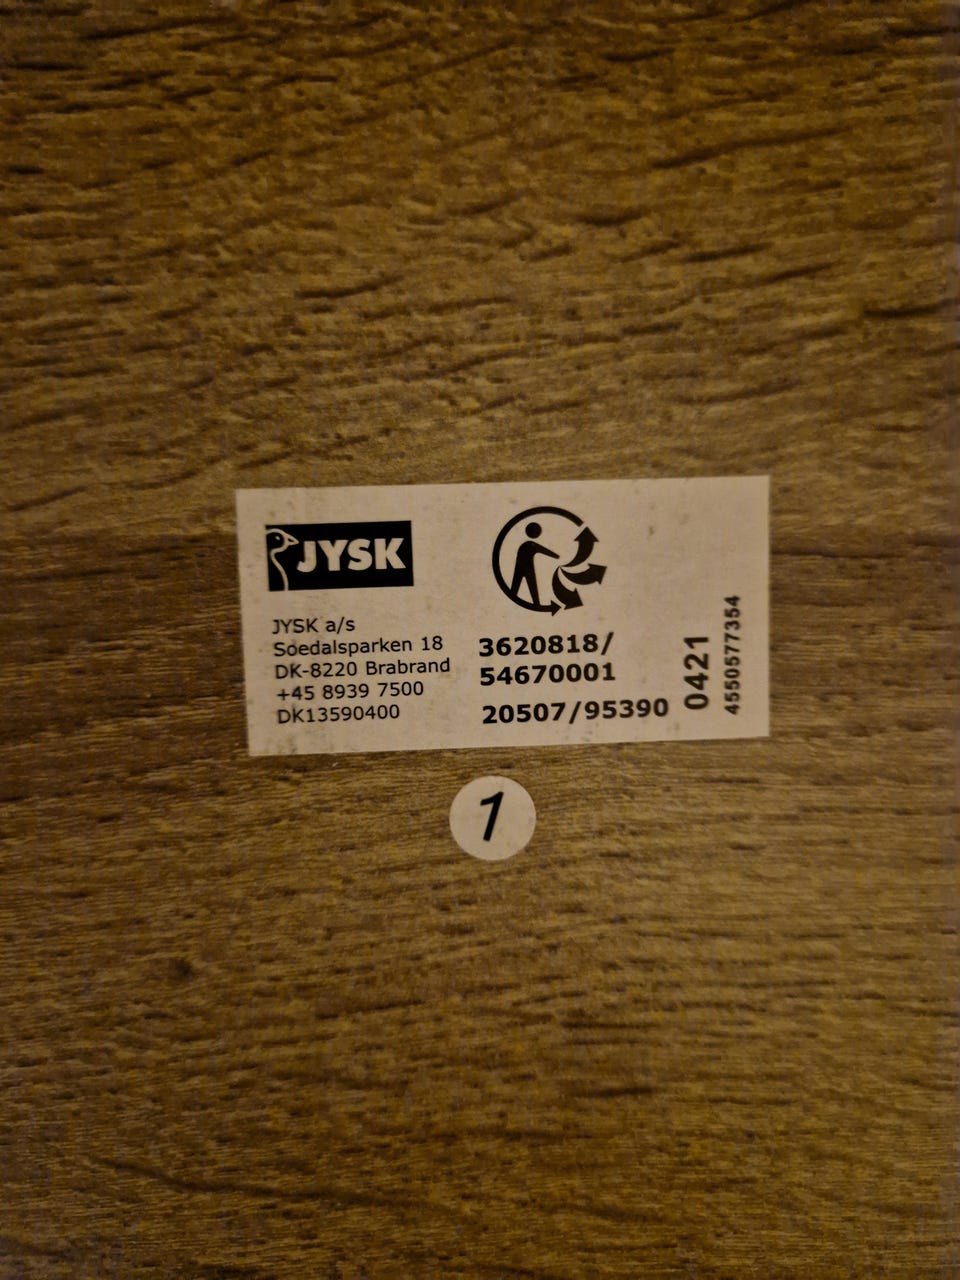 JYSK
JYSK a/s
Soedalsparken 18
DK-8220 Brabrand
+45 8939 7500
DK13590400
3620818/
54670001
20507/95390
0421
4550577354
1